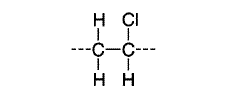 H Cl
---C—C---
H H